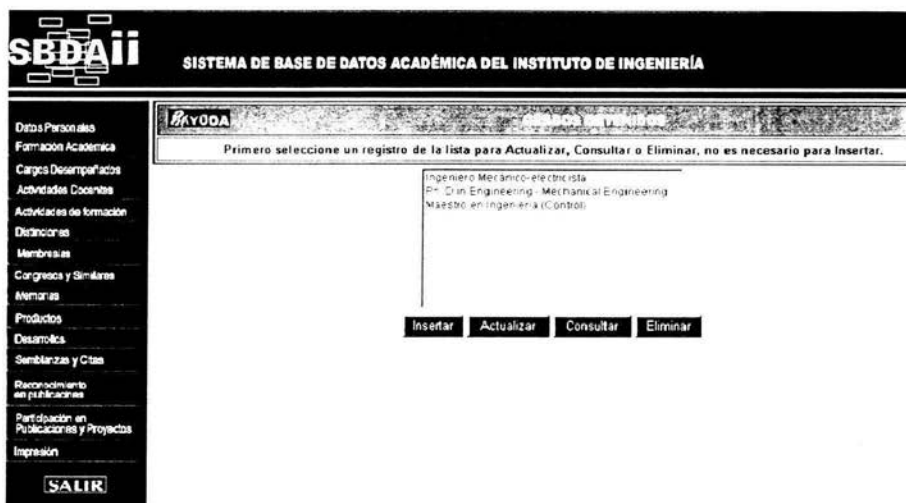 SBDAii
SISTEMA DE BASE DE DATOS ACADÉMICA DEL INSTITUTO DE INGENIERÍA
AYUDA
Primero seleccione un registro de la lista para Actualizar, Consultar o Eliminar, no es necesario para Insertar.
Datos Personales
Formación Academica
Cargos Desempeñados
Actividades Docentes
Actividades de formación
Distinciones
Membresías
Congresos y Similares
Memorias
Productos
Desarrollos
Semblanzas y Citas
Reconocimiento
en publicaciones
Participación en
Publicaciones y Proyectos
Impresión
SALIR
Ingeniero Mecánico-electricista
Ph. D in Engineering - Mechanical Engineering
Maestro en Ingeniería (Control)
Insertar Actualizar Consultar Eliminar